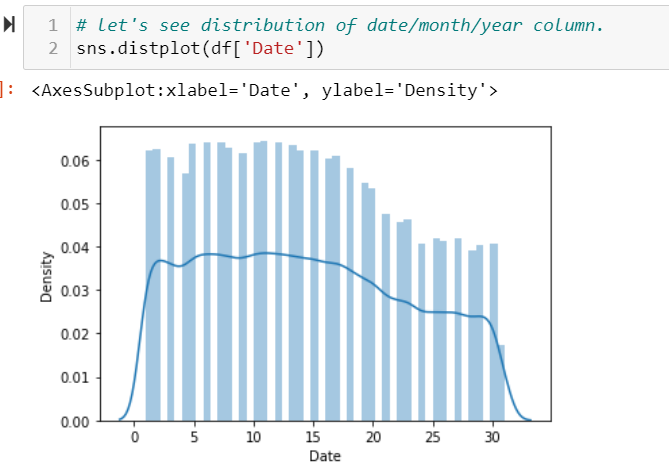 1 # let's see distribution of date/month/year column.
2 sns.distplot(df['Date'])
]: <AxesSubplot:xlabel='Date', ylabel='Density'>
0.06
0.05
0.04
0.03
0.02
0.01
0.00
Density
0 5 10 15 20 25 30
Date